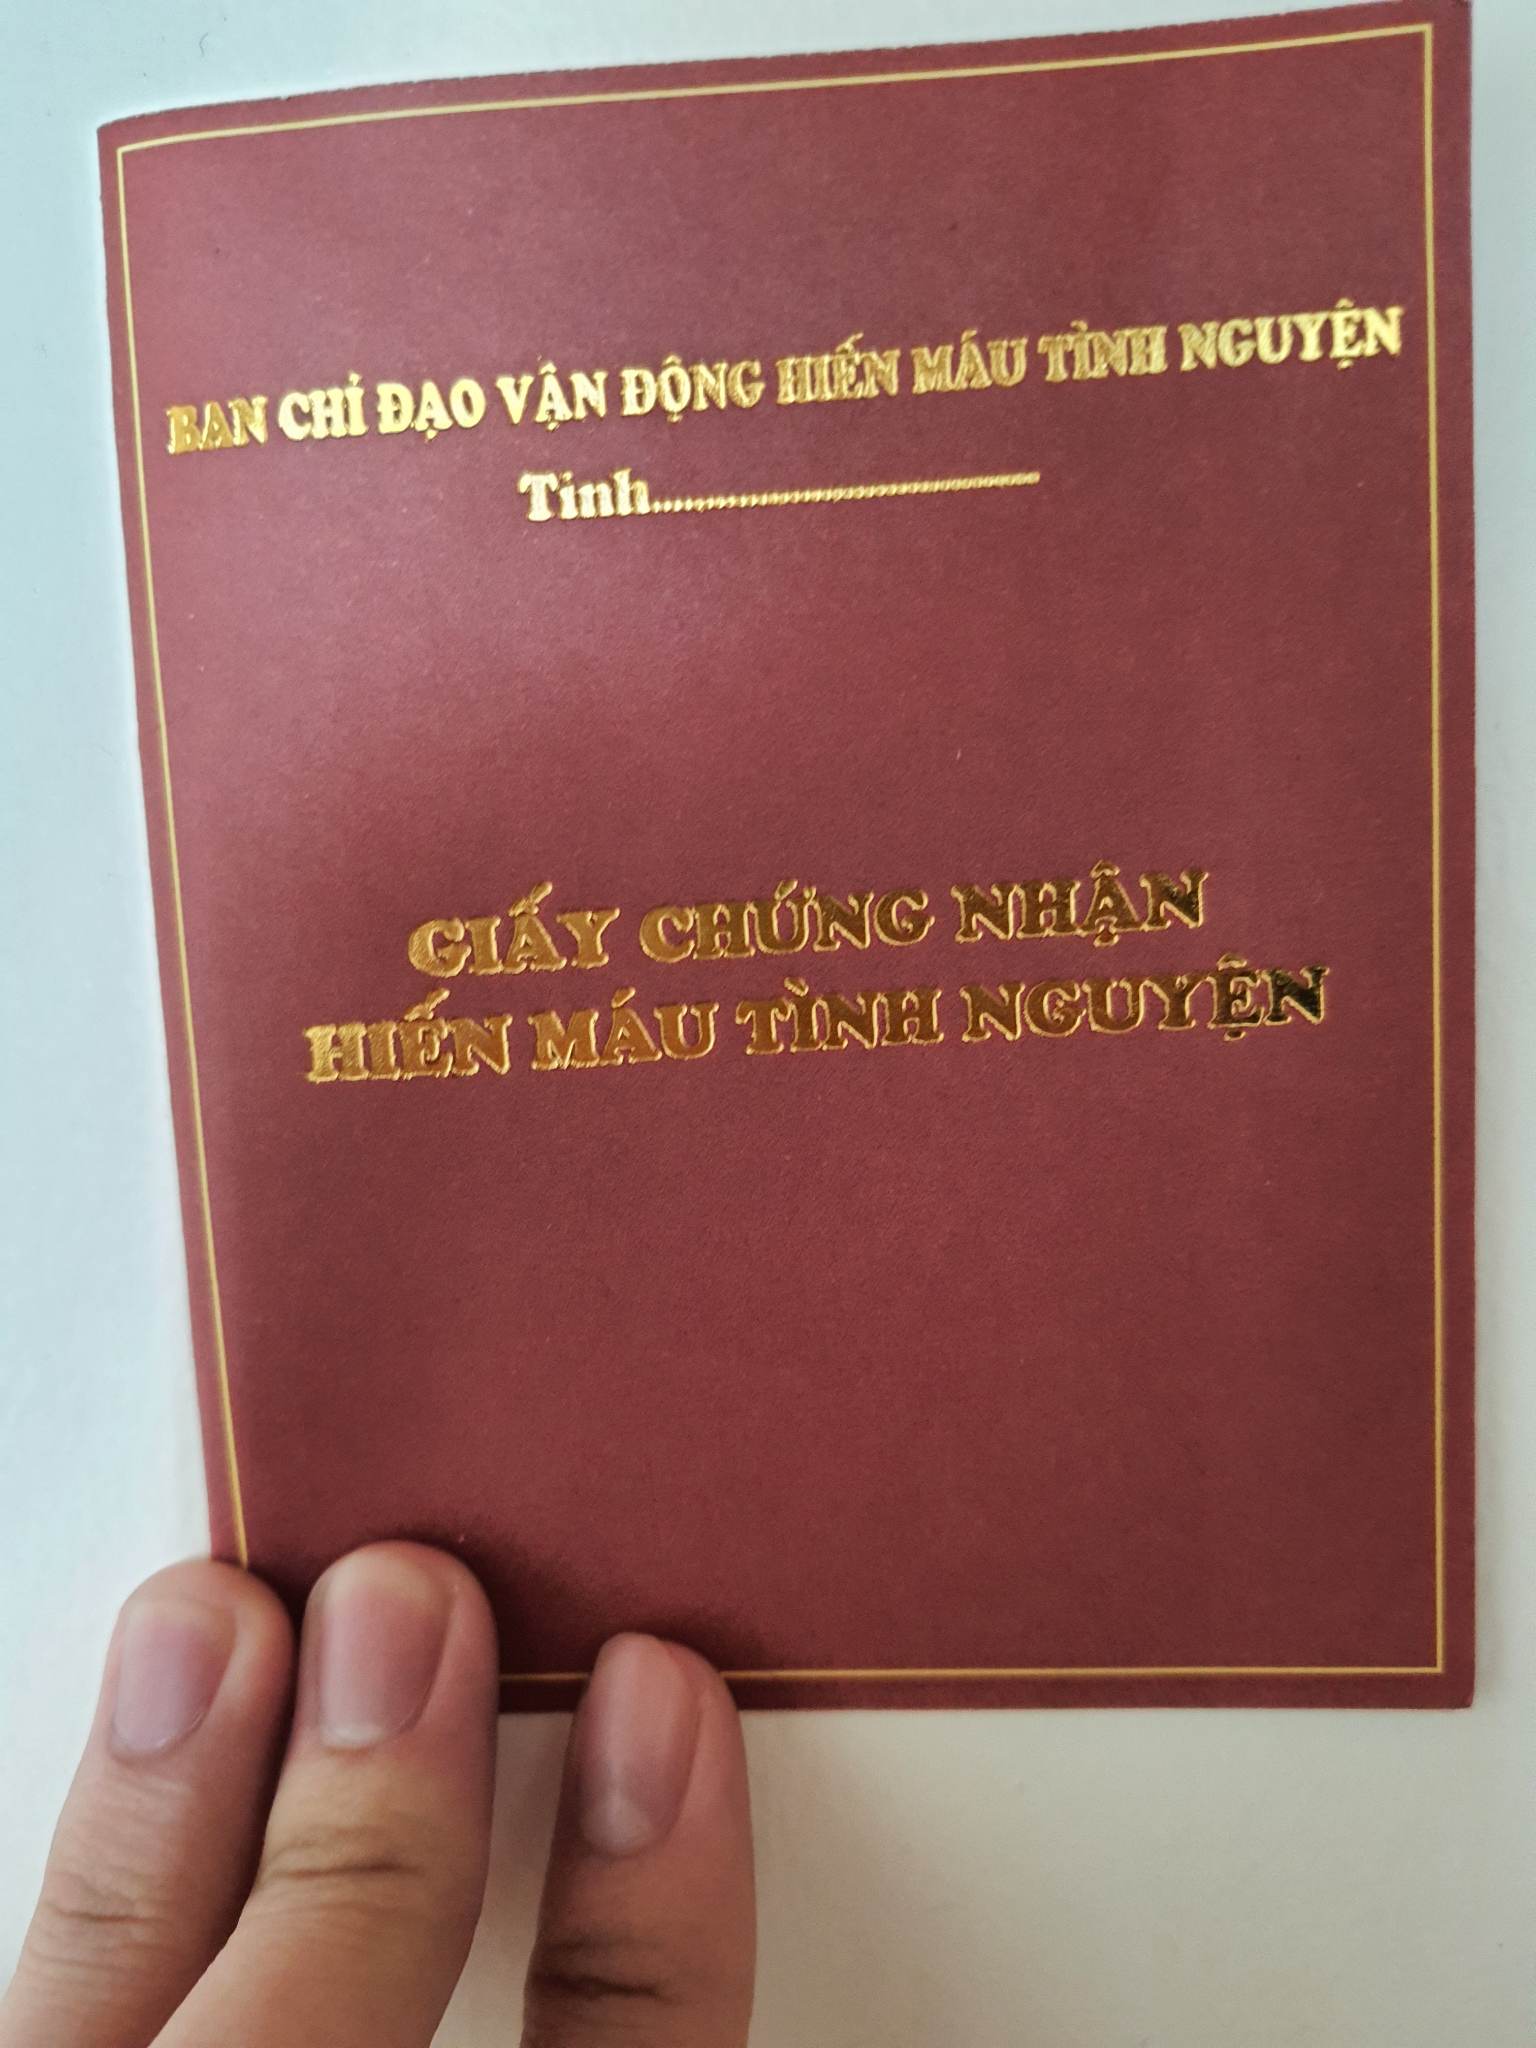 BAN CHỈ ĐẠO VẬN ĐỘNG HIẾN MÁU TÌNH NGUYỆN
Tỉnh........................................
GIẤY CHỨNG NHẬN
HIẾN MÁU TÌNH NGUYỆN